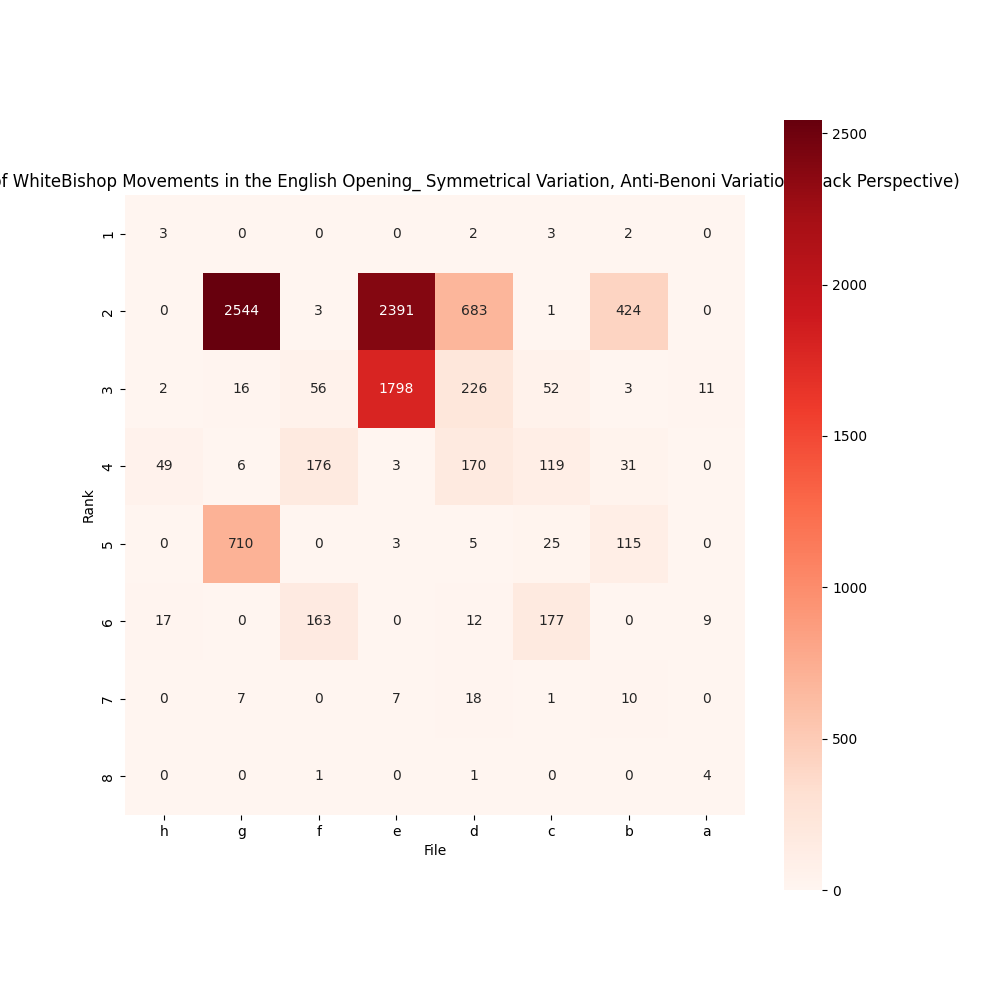 of WhiteBishop Movements in the English Opening_ Symmetrical Variation, Anti-Benoni Variatio ack Perspective)
2500
1 3 0 0 0 2 3 2 0
2 0 2544 3 2391 683 1 424 0
2000
3 2 16 56 1798 226 52 3 11
1500
4 49 6 176 3 170 119 31 0
Rank
5 0 710 0 3 5 25 115 0
1000
6 17 0 163 0 12 177 0 9
7 0 7 0 7 18 1 10 0
500
8 0 0 1 0 1 0 0 4
h g f e d c b a
File
0